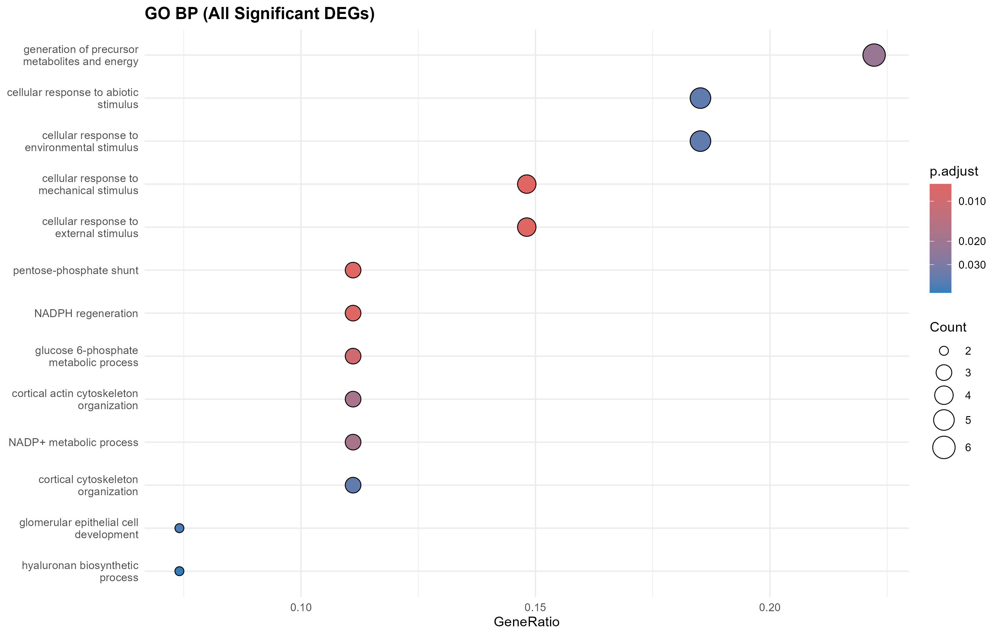 GO BP (All Significant DEGs)
generation of precursor
metabolites and energy
cellular response to abiotic
stimulus
cellular response to
environmental stimulus
cellular response to
mechanical stimulus
cellular response to
external stimulus
pentose-phosphate shunt
NADPH regeneration
glucose 6-phosphate
metabolic process
cortical actin cytoskeleton
organization
NADP+ metabolic process
cortical cytoskeleton
organization
glomerular epithelial cell
development
hyaluronan biosynthetic
process
0.10
0.15
0.20
GeneRatio
p.adjust
0.010
0.020
0.030
Count
2
3
4
5
6